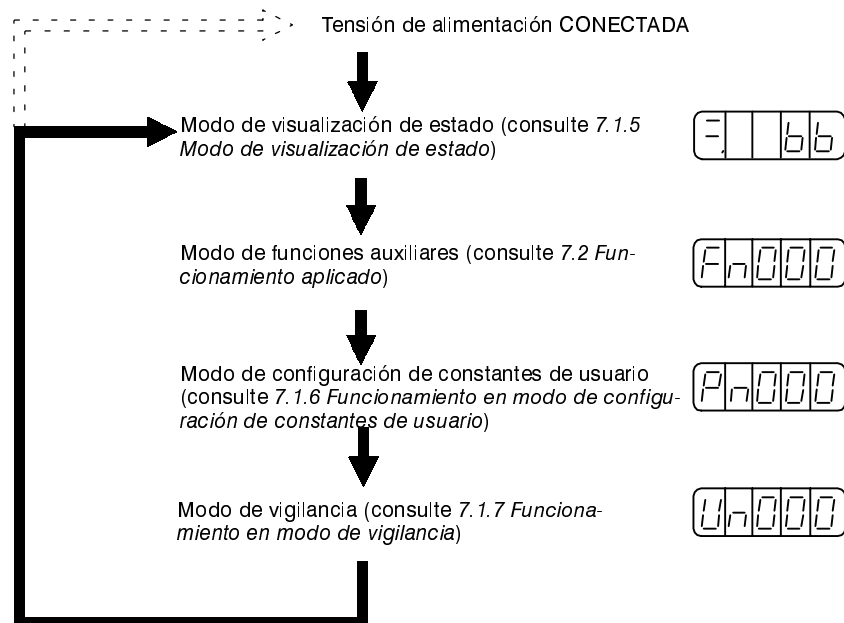 Tensión de alimentación CONECTADA
Modo de visualización de estado (consulte 7.1.5
Modo de visualización de estado)
bb
Modo de funciones auxiliares (consulte 7.2 Fun-
cionamiento aplicado)
Fn000
Modo de configuración de constantes de usuario
(consulte 7.1.6 Funcionamiento en modo de configu-
ración de constantes de usuario)
Pn000
Modo de vigilancia (consulte 7.1.7 Funciona-
miento en modo de vigilancia)
Un000